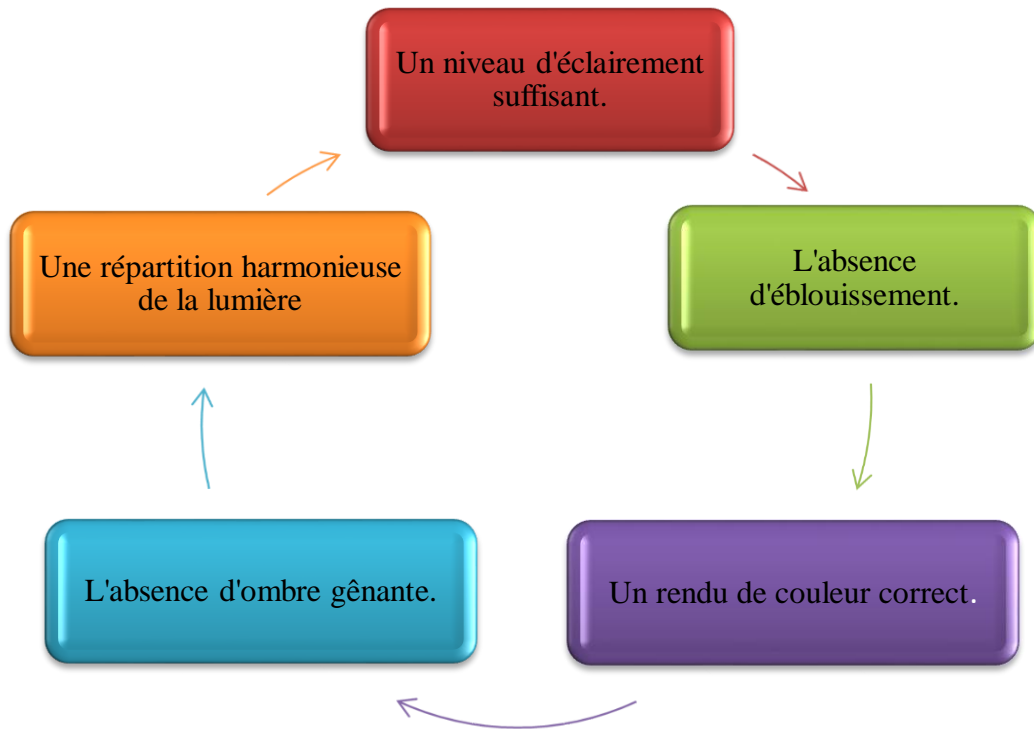 Un niveau d'éclairement
suffisant.
L'absence
d'éblouissement.
Un rendu de couleur correct.
L'absence d'ombre gênante.
Une répartition harmonieuse
de la lumière